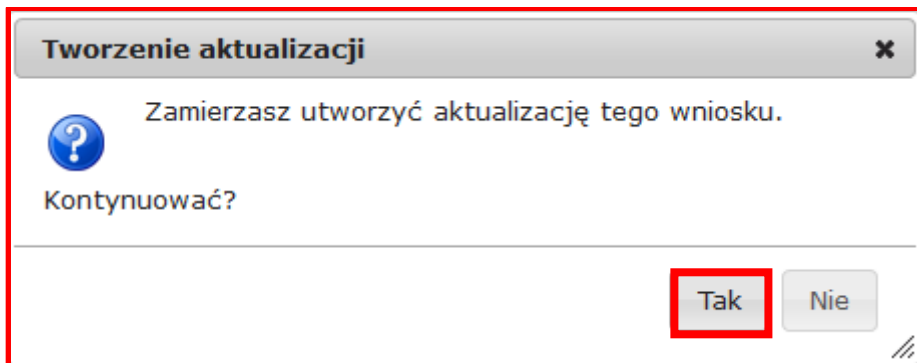 Tworzenie aktualizacji
Zamierzasz utworzyć aktualizację tego wniosku.
Kontynuować?
Tak Nie